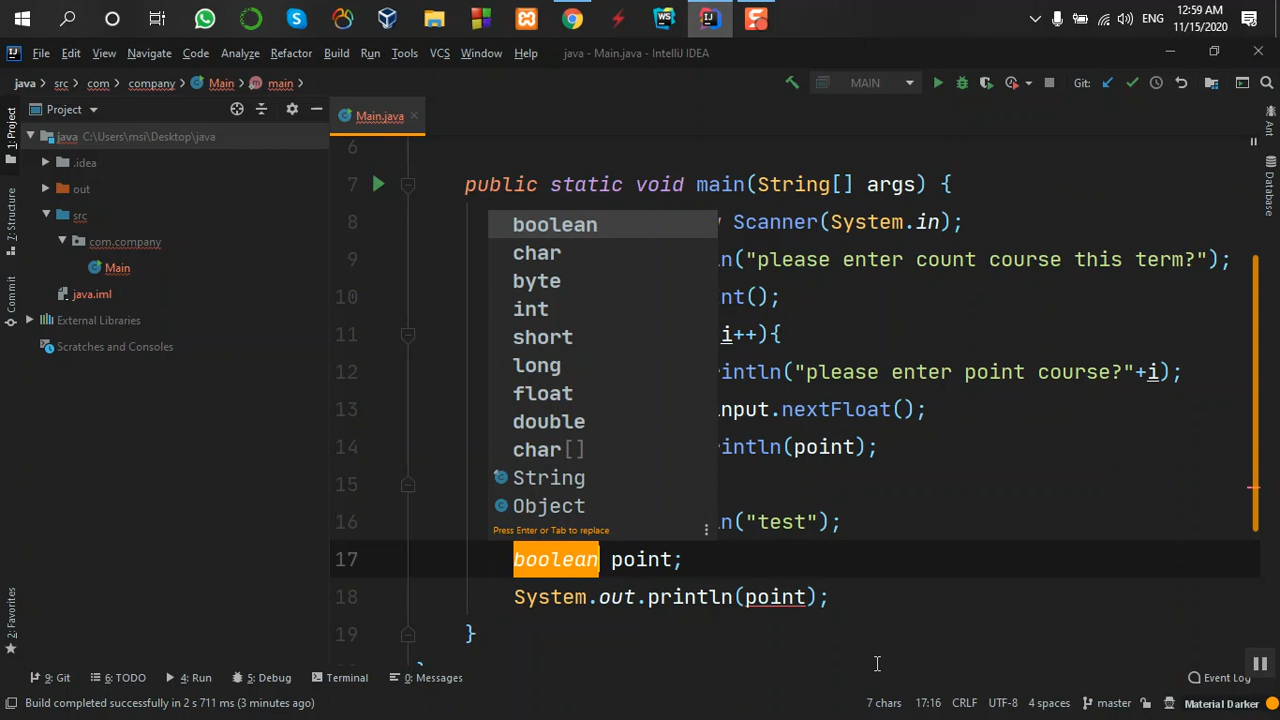 12:59 AM
ENG
11/15/2020
File Edit View Navigate Code Analyze Refactor Build Run Tools VCS Window Help java - Main.java - IntelliJ IDEA
java src com company Main main MAIN Git:
Project Main.java
1: Project
Z: Structure
Commit
2: Favorites
Ant
Database
java C:\Users\msi\Desktop\java
.idea
out
src
com.company
Main
java.iml
External Libraries
Scratches and Consoles
6
7 public static void main(String[] args) {
8 Scanner(System.in);
9 ("please enter count course this term?");
10 nt();
11 i++){
12 intln("please enter point course?"+i);
13 nput.nextFloat();
14 intln(point);
15
16 n("test");
17 boolean point;
18 System.out.println(point);
19 }
boolean
char
byte
int
short
long
float
double
char[]
String
Object
Press Enter or Tab to replace
9: Git 6: TODO 4: Run 5: Debug Terminal 0: Messages Event Log
Build completed successfully in 2 s 711 ms (3 minutes ago) 7 chars 17:16 CRLF UTF-8 4 spaces master Material Darker